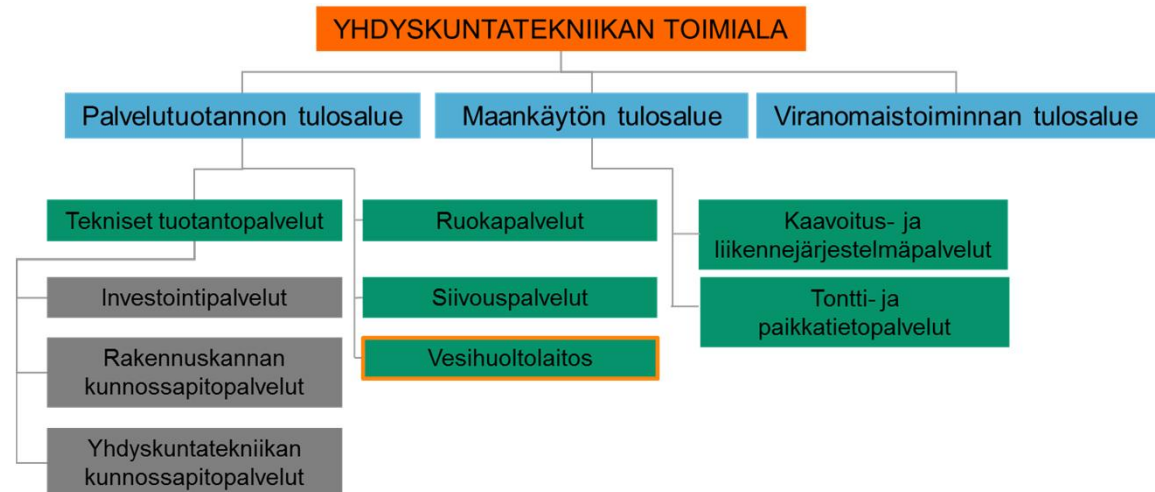 YHDYSKUNTATEKNIIKAN TOIMIALA
Palvelutuotannon tulosalue
Maankäytön tulosalue
Viranomaistoiminnan tulosalue
Tekniset tuotantopalvelut
Investointipalvelut
Rakennuskannan
kunnossapitopalvelut
Yhdyskuntatekniikan
kunnossapitopalvelut
Ruokapalvelut
Siivouspalvelut
Vesihuoltolaitos
Kaavoitus- ja
liikennejärjestelmäpalvelut
Tontti- ja
paikkatietopalvelut